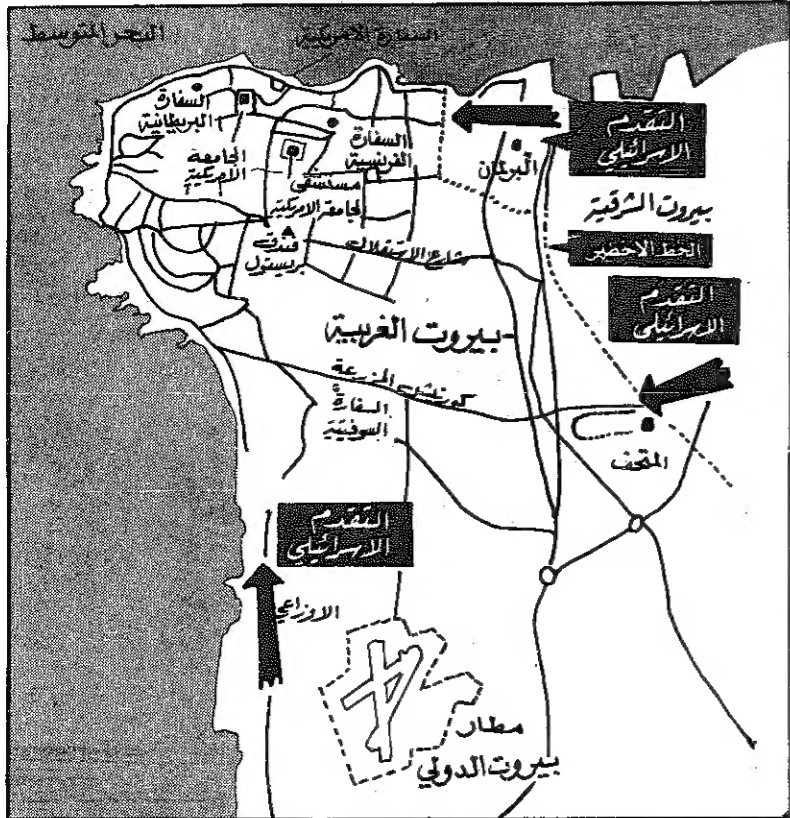 السفارة الامريكية
البحر المتوسط
السفارة
البريطانية
التقدم
الاسرائيلي
السفارة
الفرنسية
البرلمان
الجامعة
الامريكية
مستشفى
الجامعة الامريكية
بيروت الشرقية
فندق
بريستول
شارع الاستقلال
الخط الاخضر
التقدم
الاسرائيلي
بيروت الغربية
كورنيش المزرعة
السفارة
السوفيتية
المتحف
التقدم
الاسرائيلي
الاوزاعي
مطار
بيروت الدولي